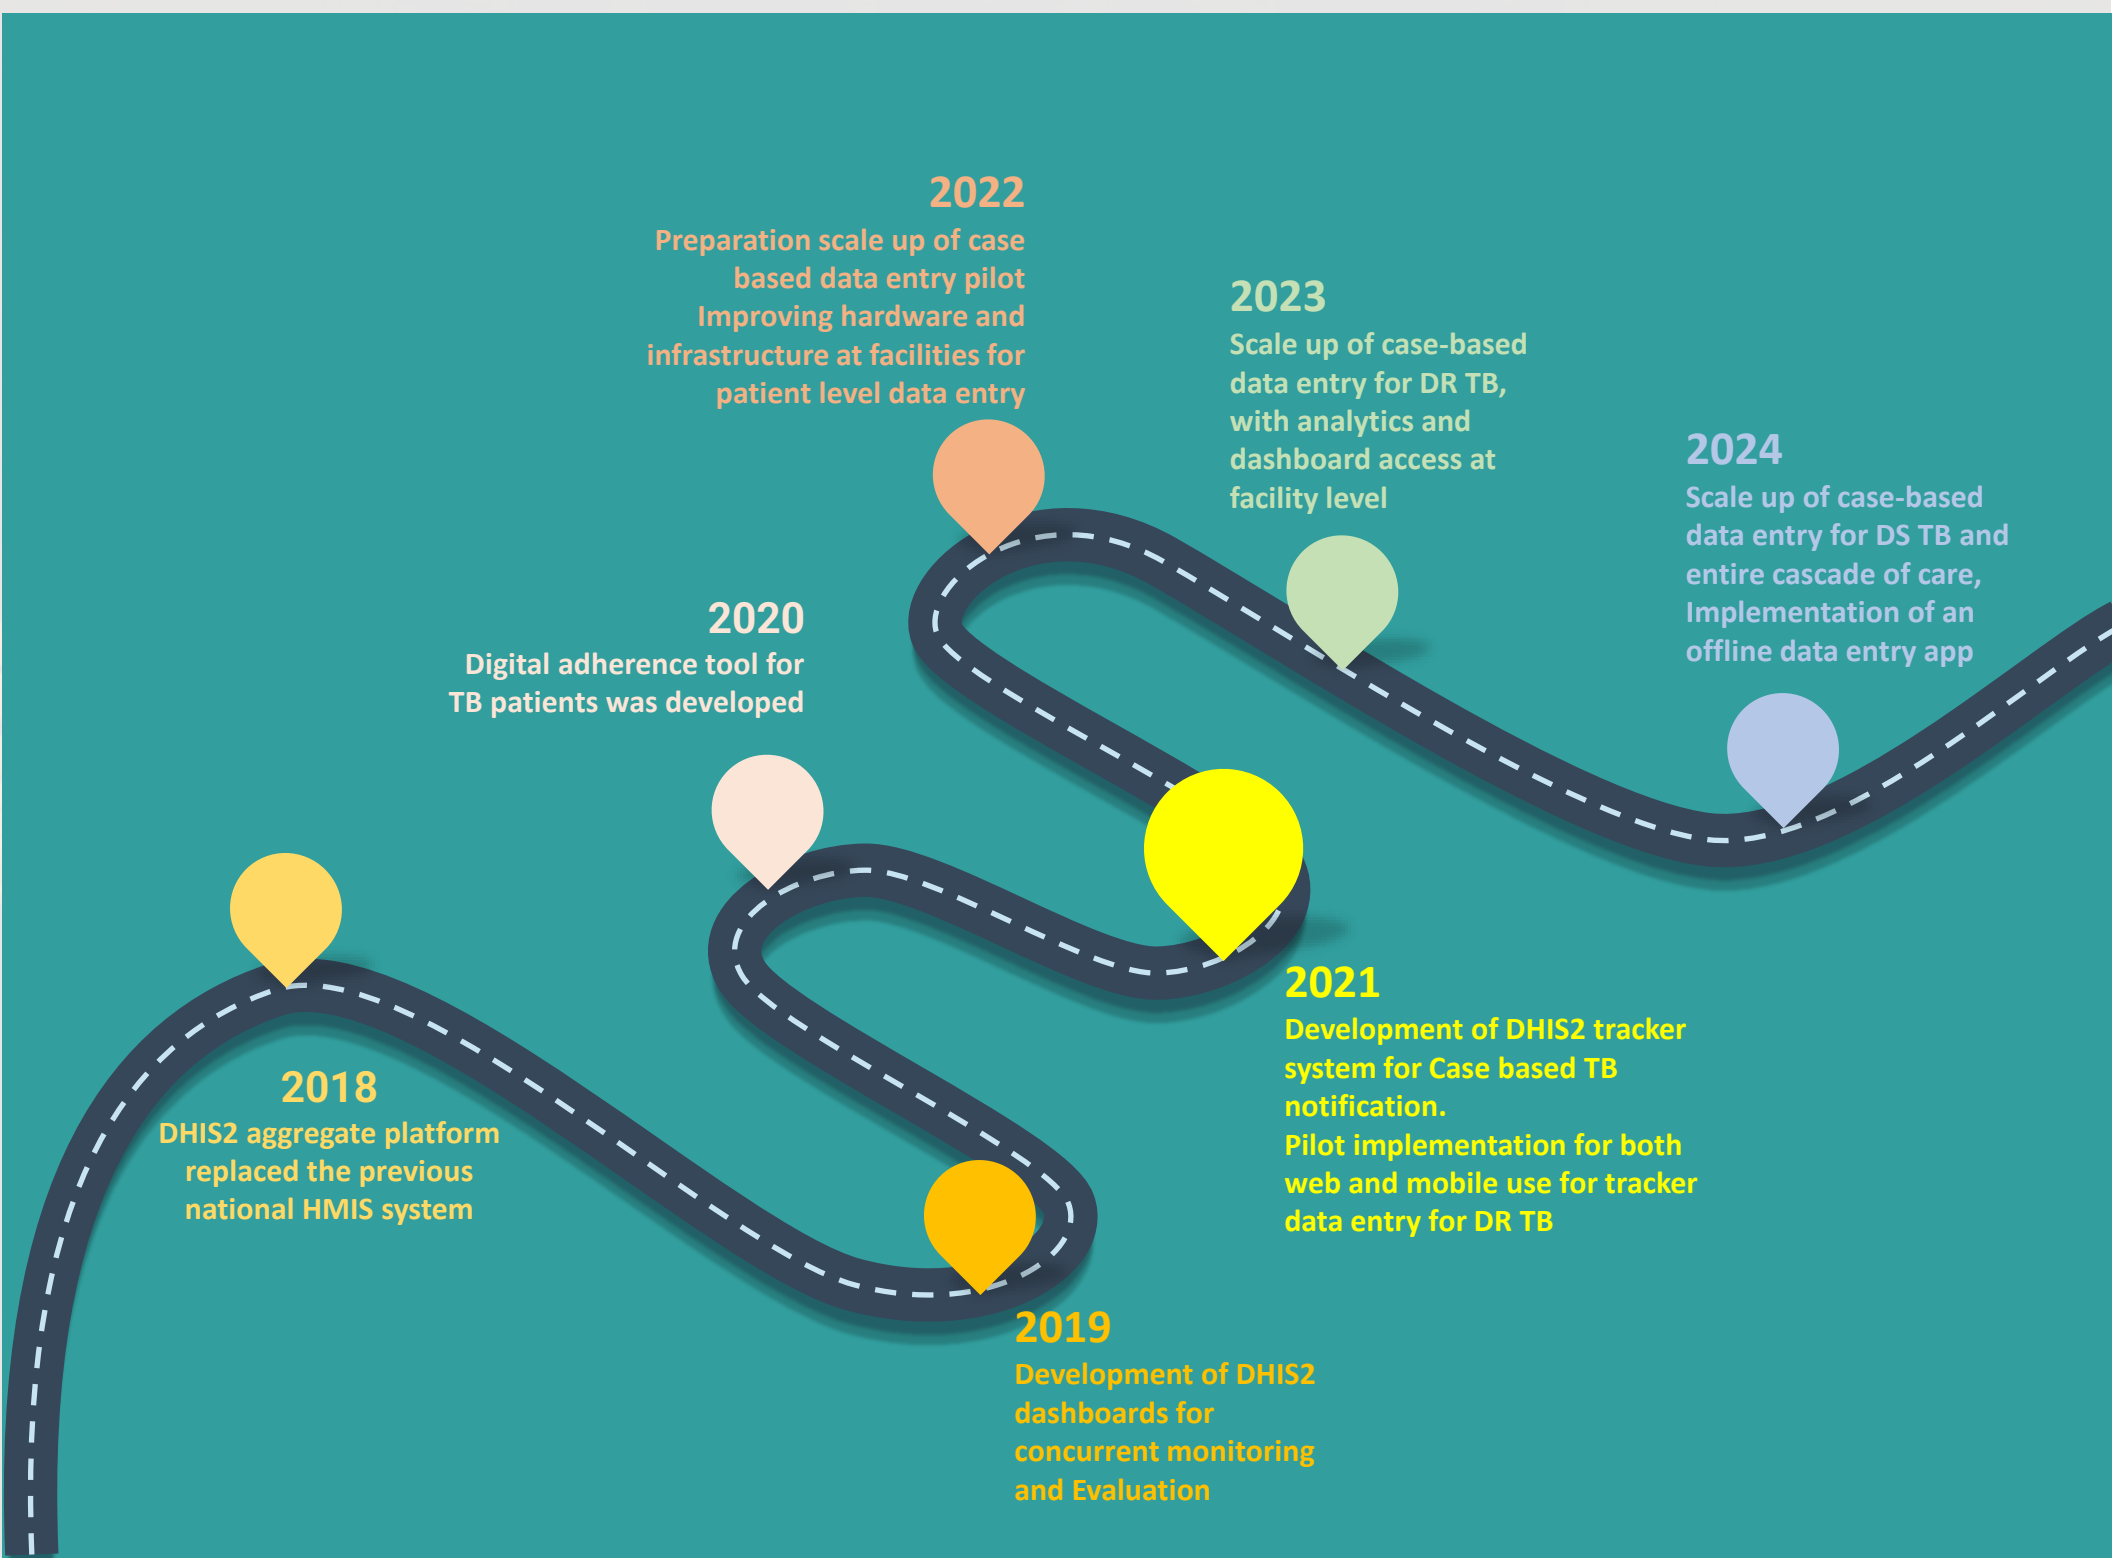 2022
Preparation scale up of case
based data entry pilot
Improving hardware and
infrastructure at facilities for
patient level data entry
2023
Scale up of case-based
data entry for DR TB,
with analytics and
dashboard access at
facility level
2024
Scale up of case-based
data entry for DS TB and
entire cascade of care,
Implementation of an
offline data entry app
2020
Digital adherence tool for
TB patients was developed
2021
Development of DHIS2 tracker
system for Case based TB
notification.
Pilot implementation for both
web and mobile use for tracker
data entry for DR TB
2018
DHIS2 aggregate platform
replaced the previous
national HMIS system
2019
Development of DHIS2
dashboards for
concurrent monitoring
and Evaluation